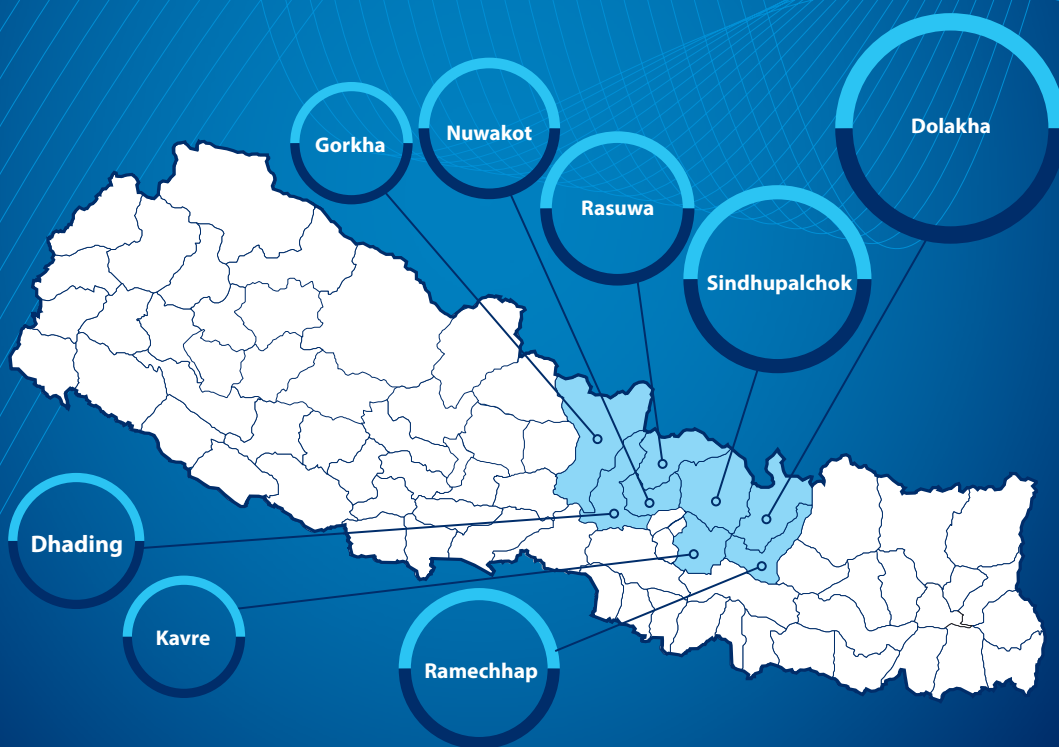 Gorkha
Nuwakot
Rasuwa
Sindhupalchok
Dolakha
Dhading
Kavre
Ramechhap